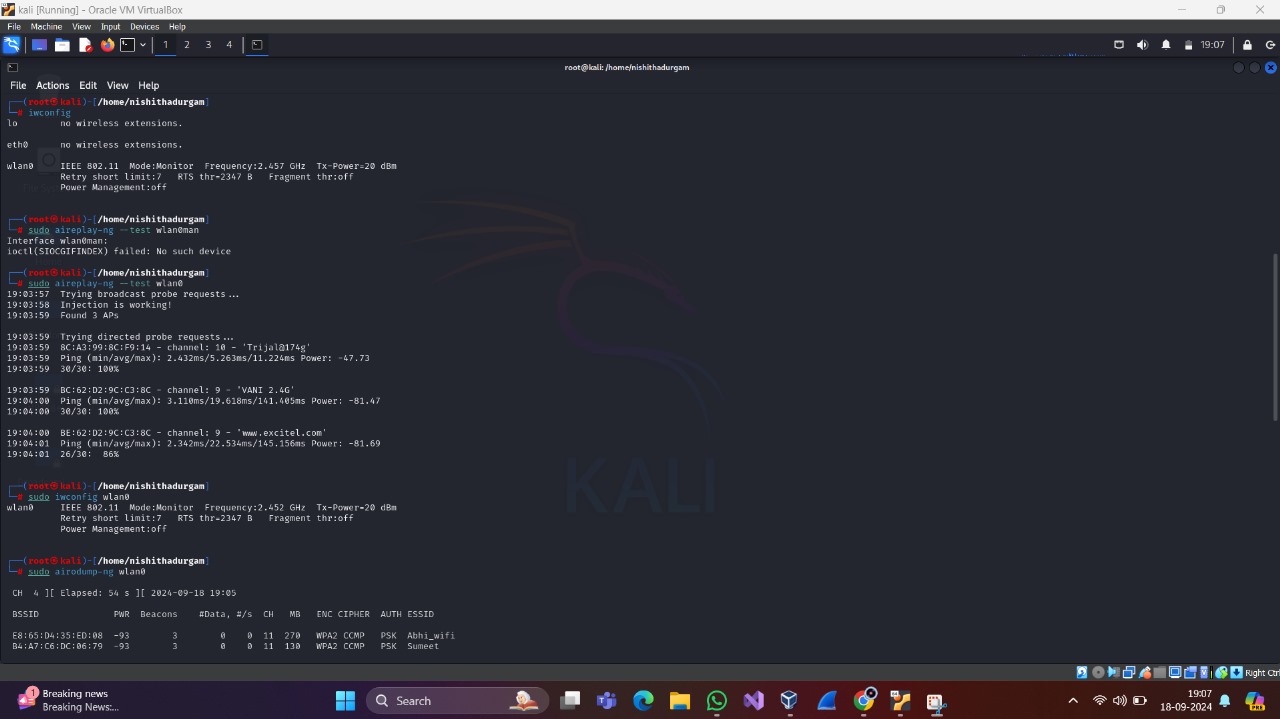 kali [Running] - Oracle VM VirtualBox
File Machine View Input Devices Help
1 2 3 4 19:07
root@kali: /home/nishithadurgam
File Actions Edit View Help
┌──(root㉿kali)-[/home/nishithadurgam]
└─# iwconfig
lo        no wireless extensions.
eth0      no wireless extensions.
wlan0     IEEE 802.11  Mode:Monitor  Frequency:2.457 GHz  Tx-Power=20 dBm
Retry short limit:7   RTS thr=2347 B   Fragment thr:off
Power Management:off
┌──(root㉿kali)-[/home/nishithadurgam]
└─# sudo aireplay-ng --test wlan0man
Interface wlan0man:
ioctl(SIOCGIFINDEX) failed: No such device
┌──(root㉿kali)-[/home/nishithadurgam]
└─# sudo aireplay-ng --test wlan0
19:03:57  Trying broadcast probe requests...
19:03:58  Injection is working!
19:03:59  Found 3 APs
19:03:59  Trying directed probe requests...
19:03:59  8C:A3:99:8C:F9:14 - channel: 10 - 'Trijal@174g'
19:03:59  Ping (min/avg/max): 2.432ms/5.263ms/11.224ms Power: -47.73
19:03:59  30/30: 100%
19:03:59  BC:62:D2:9C:C3:8C - channel: 9 - 'VANI 2.4G'
19:04:00  Ping (min/avg/max): 3.110ms/19.618ms/141.405ms Power: -81.47
19:04:00  30/30: 100%
19:04:00  BE:62:D2:9C:C3:8C - channel: 9 - 'www.excitel.com'
19:04:01  Ping (min/avg/max): 2.342ms/22.534ms/145.156ms Power: -81.69
19:04:01  26/30:  86%
┌──(root㉿kali)-[/home/nishithadurgam]
└─# sudo iwconfig wlan0
wlan0     IEEE 802.11  Mode:Monitor  Frequency:2.452 GHz  Tx-Power=20 dBm
Retry short limit:7   RTS thr=2347 B   Fragment thr:off
Power Management:off
┌──(root㉿kali)-[/home/nishithadurgam]
└─# sudo airodump-ng wlan0
CH  4 ][ Elapsed: 54 s ][ 2024-09-18 19:05
BSSID              PWR  Beacons    #Data, #/s  CH   MB   ENC CIPHER  AUTH ESSID
E8:65:D4:35:ED:08  -93        3        0    0  11  270   WPA2 CCMP   PSK  Abhi_wifi
B4:A7:C6:DC:06:79  -93        3        0    0  11  130   WPA2 CCMP   PSK  Sumeet
KALI
Right Ctrl
1
Breaking news
Breaking News:...
Search
19:07
18-09-2024
PRE